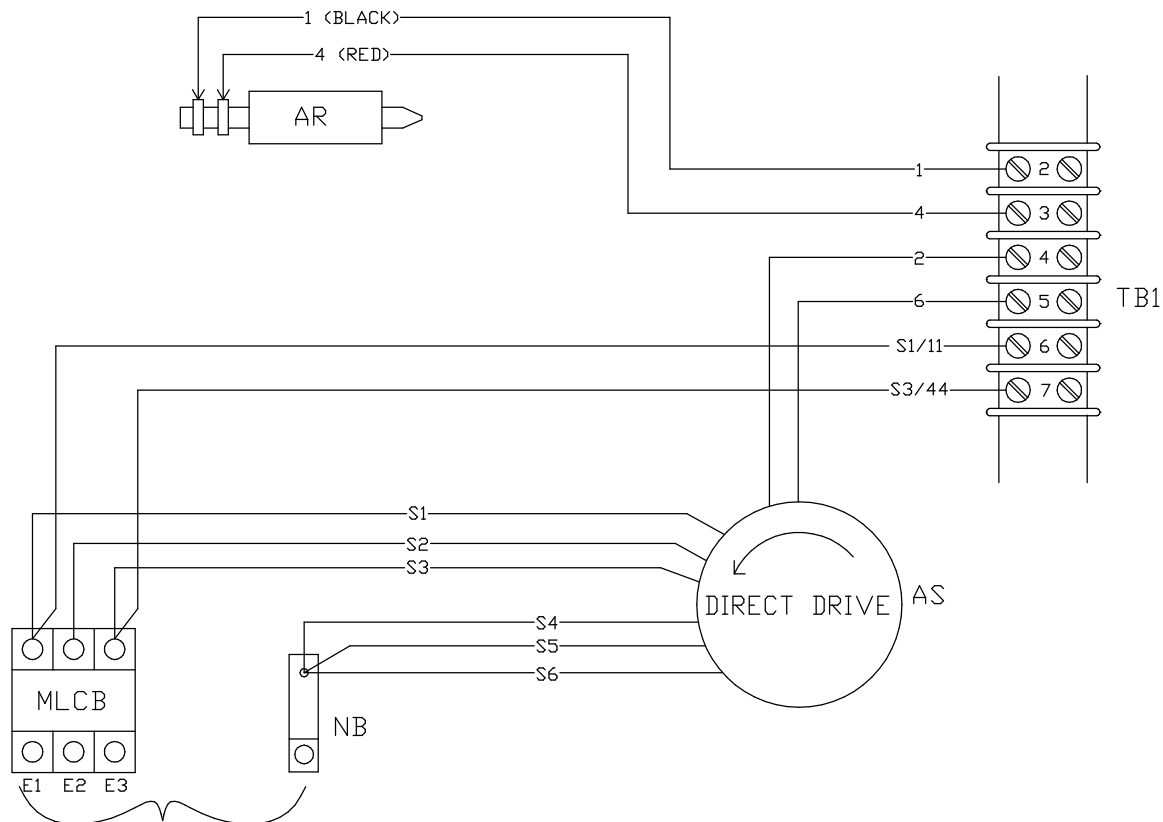 1 (BLACK)
4 (RED)
AR
1
2
4
3
2
4
6
5
TB1
S1/11
6
S3/44
7
S1
S2
S3
DIRECT DRIVE
AS
S4
S5
S6
MLCB
NB
E1 E2 E3